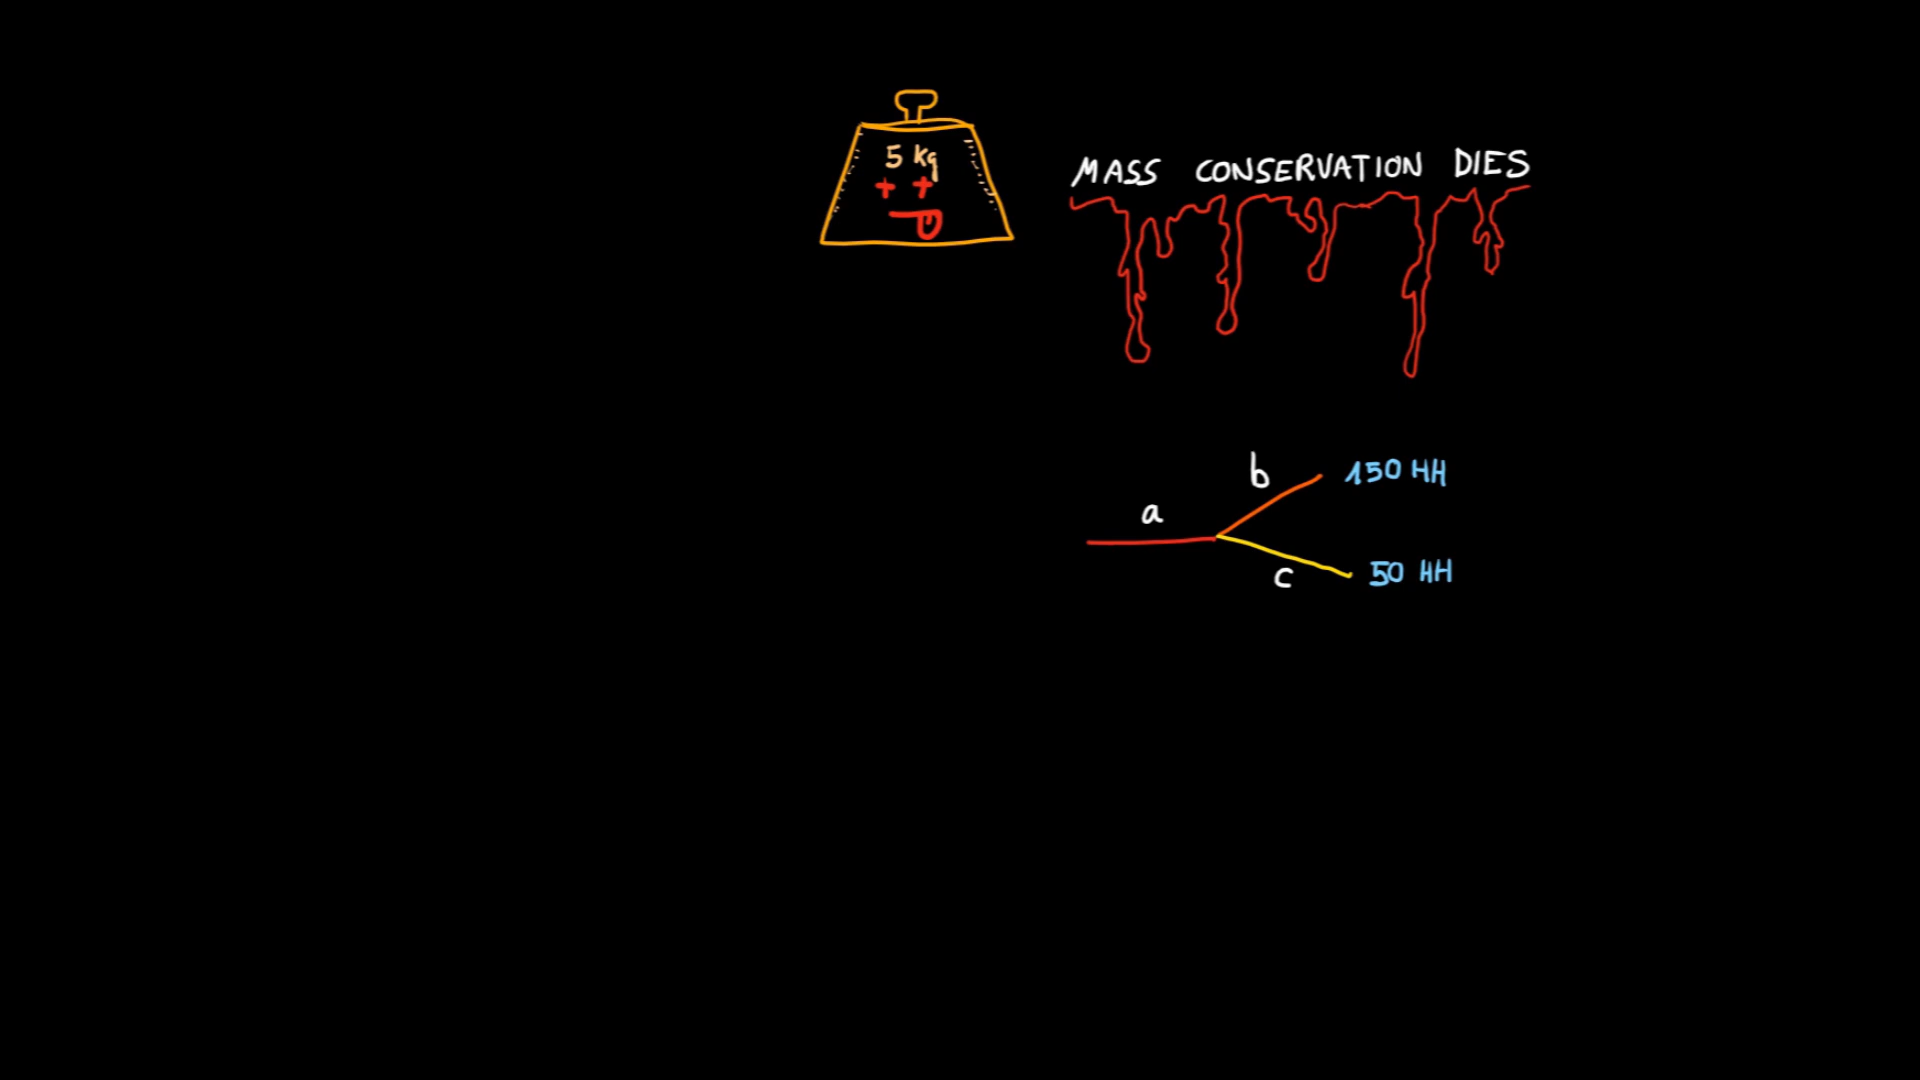 5 kg
MASS CONSERVATION DIES
b 150 HH
a
c 50 HH